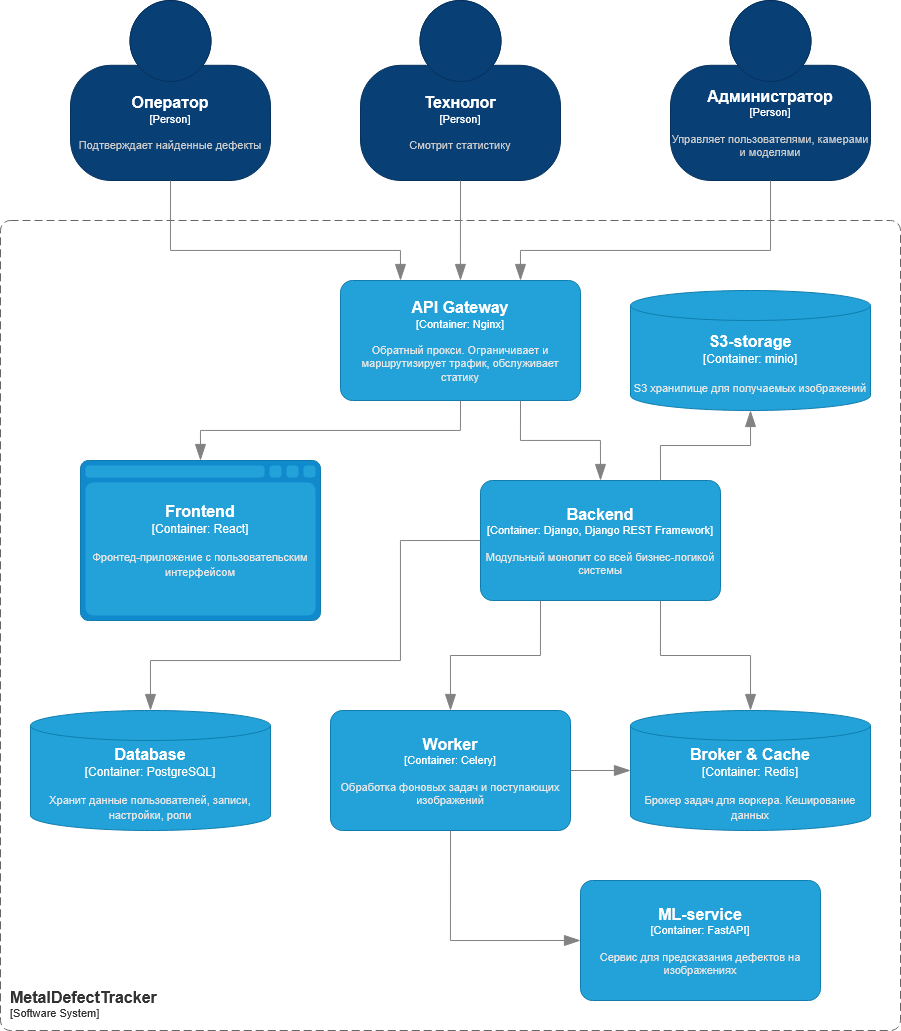 Оператор
[Person]
Подтверждает найденные дефекты
Технолог
[Person]
Смотрит статистику
Администратор
[Person]
Управляет пользователями, камерами
и моделями
API Gateway
[Container: Nginx]
Обратный прокси. Ограничивает и
маршрутизирует трафик, обслуживает
статику
S3-storage
[Container: minio]
S3 хранилище для получаемых изображений
Frontend
[Container: React]
Фронтед-приложение с пользовательским
интерфейсом
Backend
[Container: Django, Django REST Framework]
Модульный монолит со всей бизнес-логикой
системы
Database
[Container: PostgreSQL]
Хранит данные пользователей, записи,
настройки, роли
Worker
[Container: Celery]
Обработка фоновых задач и поступающих
изображений
Broker & Cache
[Container: Redis]
Брокер задач для воркера. Кеширование
данных
ML-service
[Container: FastAPI]
Сервис для предсказания дефектов на
изображениях
MetalDefectTracker
[Software System]